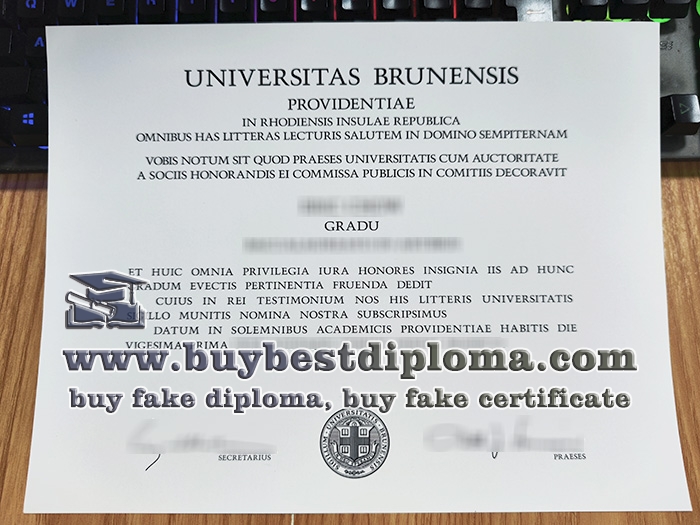 UNIVERSITAS BRUNENSIS
PROVIDENTIAE
IN RHODIENSIS INSULAE REPUBLICA
OMNIBUS HAS LITTERAS LECTURIS SALUTEM IN DOMINO SEMPITERNAM
VOBIS NOTUM SIT QUOD PRAESES UNIVERSITATIS CUM AUCTORITATE
A SOCIIS HONORANDIS EI COMMISSA PUBLICIS IN COMITIIS DECORAVIT
GRADU
ET HUIC OMNIA PRIVILEGIA IURA HONORES INSIGNIA IIS AD HUNC
GRADUM EVECTIS PERTINENTIA FRUENDA DEDIT
CUIUS IN REI TESTIMONIUM NOS HIS LITTERIS UNIVERSITATIS
MUNITIS NOMINA NOSTRA SUBSCRIPSIMUS
DATUM IN SOLEMNIBUS ACADEMICIS PROVIDENTIAE HABITIS DIE
www.buybestdiploma.com
buy fake diploma, buy fake certificate
SIGILLUM UNIVERSITATIS BRUNENSIS
SECRETARIUS
PRAESES